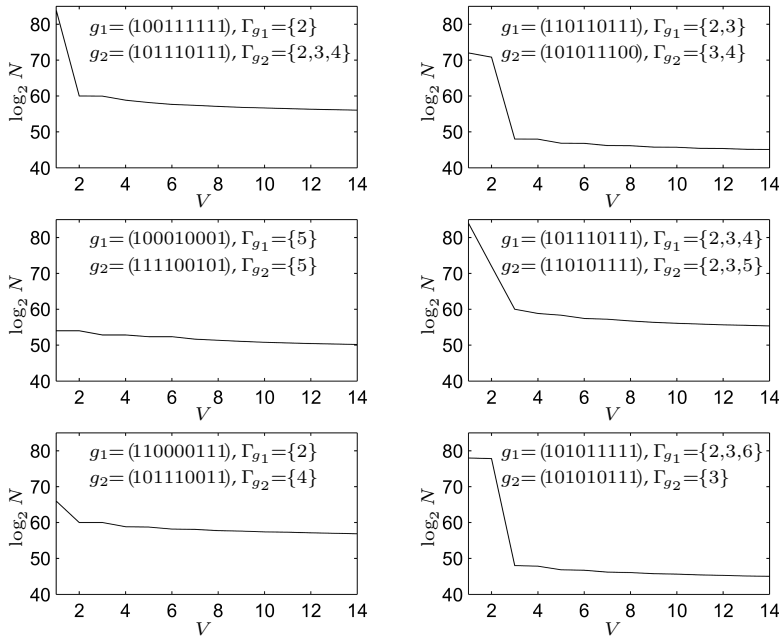 g1=(100111111), Γg1={2}
g2=(101110111), Γg2={2,3,4}
log2 N
80
70
60
50
40
2 4 6 8 10 12 14
V
g1=(110110111), Γg1={2,3}
g2=(101011100), Γg2={3,4}
log2 N
80
70
60
50
40
2 4 6 8 10 12 14
V
g1=(100010001), Γg1={5}
g2=(111100101), Γg2={5}
log2 N
80
70
60
50
40
2 4 6 8 10 12 14
V
g1=(101110111), Γg1={2,3,4}
g2=(110101111), Γg2={2,3,5}
log2 N
80
70
60
50
40
2 4 6 8 10 12 14
V
g1=(110000111), Γg1={2}
g2=(101110011), Γg2={4}
log2 N
80
70
60
50
40
2 4 6 8 10 12 14
V
g1=(101011111), Γg1={2,3,6}
g2=(101010111), Γg2={3}
log2 N
80
70
60
50
40
2 4 6 8 10 12 14
V